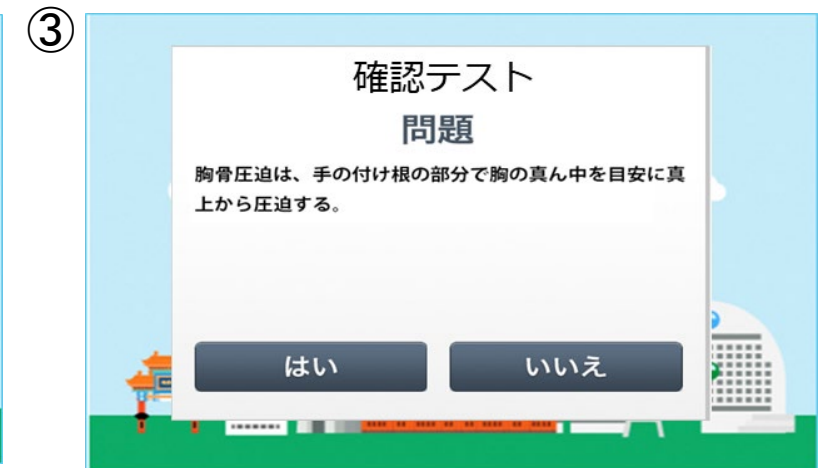 ③
確認テスト
問題
胸骨圧迫は、手の付け根の部分で胸の真ん中を目安に真
上から圧迫する。
はい
いいえ